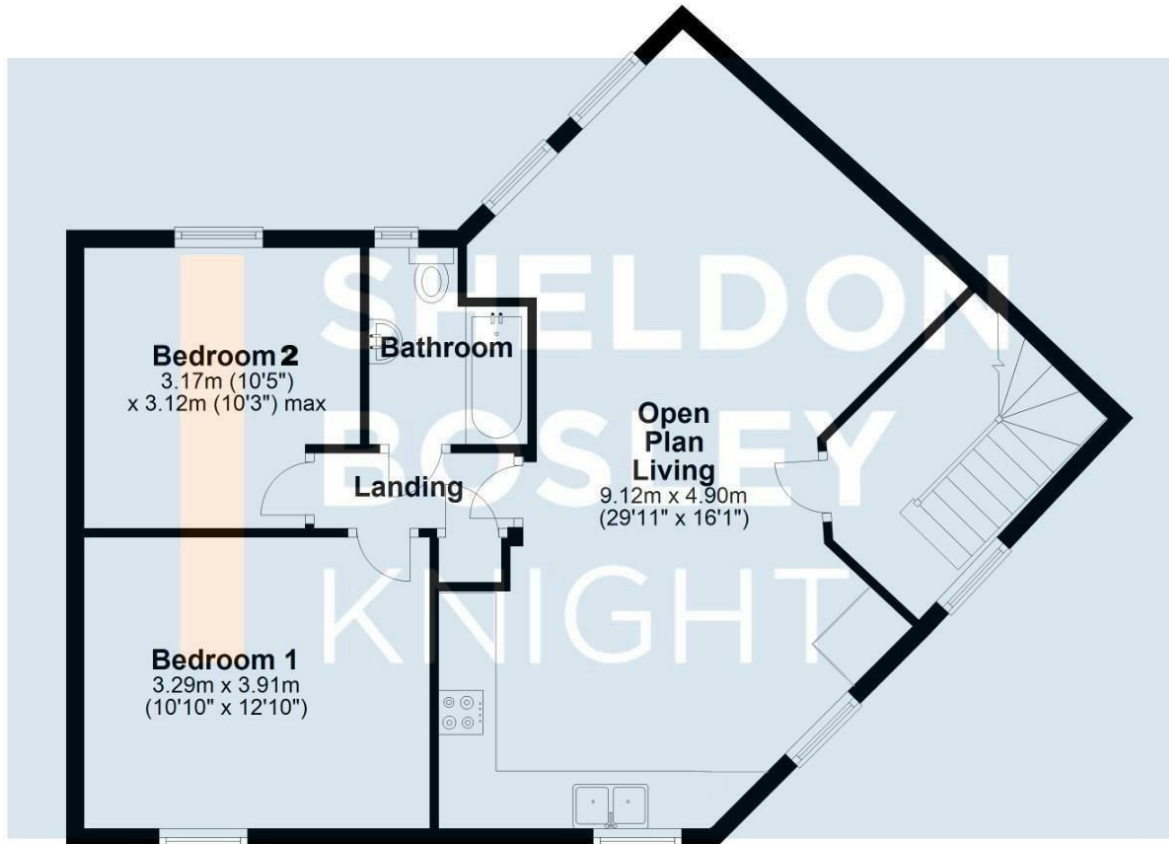 SHELDON
BOSLEY
KNIGHT
Bedroom 2
3.17m (10'5")
x 3.12m (10'3") max
Bathroom
Landing
Open
Plan
Living
9.12m x 4.90m
(29'11" x 16'1")
Bedroom 1
3.29m x 3.91m
(10'10" x 12'10")